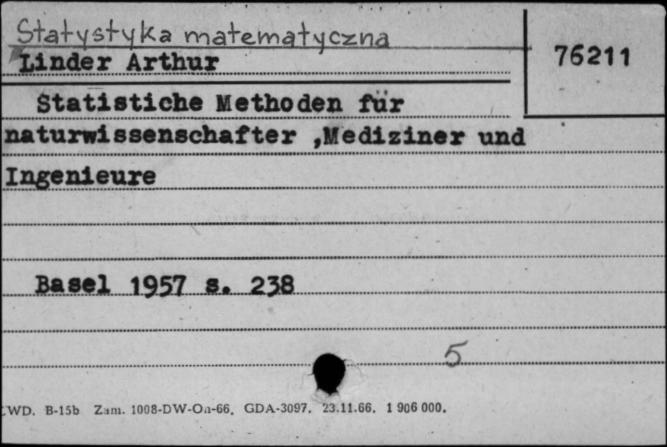 Statystyka matematyczna
Linder Arthur
76211
Statistiche Methoden für
naturwissenschafter ,Mediziner und
Ingenieure
Basel 1957 s. 238
5
WD. B-15b Zam. 1008-DW-Oa-66. GDA-3097. 23.11.66. 1 906 000.